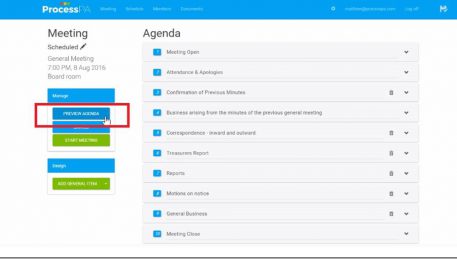 ProcessPA
Meeting
Schedule
Members
Documents
Log off
Meeting
Scheduled
General Meeting
7:00 PM, 8 Aug 2016
Board room
Manage
PREVIEW AGENDA
START MEETING
Design
ADD GENERAL ITEM
Agenda
1 Meeting Open
2 Attendance & Apologies
3 Confirmation of Previous Minutes
4 Business arising from the minutes of the previous general meeting
5 Correspondence - inward and outward
6 Treasurers Report
7 Reports
8 Motions on notice
9 General Business
10 Meeting Close